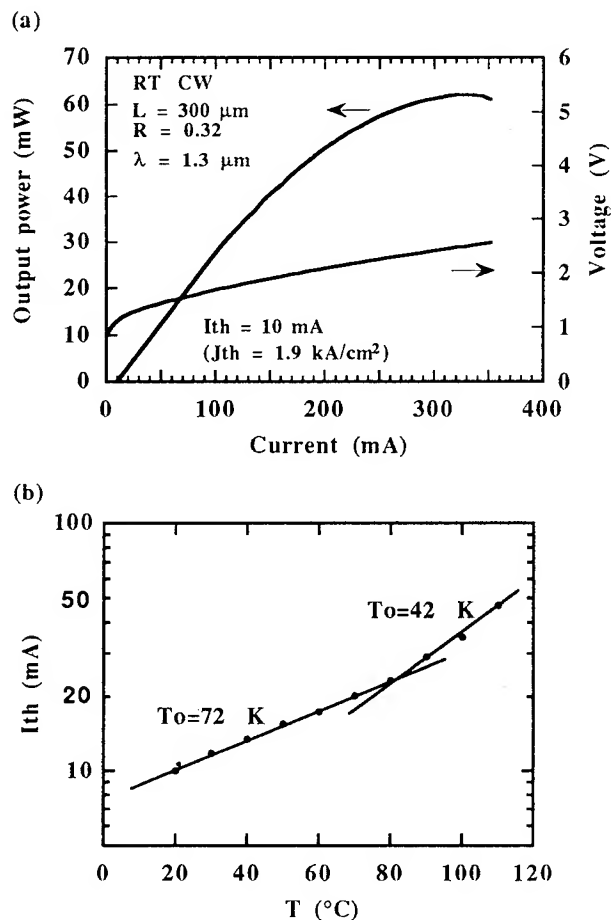 (a)
70
60
50
40
30
20
10
0
Output power (mW)
RT CW
L = 300 μm
R = 0.32
λ = 1.3 μm
Ith = 10 mA
(Jth = 1.9 kA/cm²)
6
5
4
3
2
1
0
Voltage (V)
0 100 200 300 400
Current (mA)
(b)
100
50
20
10
Ith (mA)
To=42 K
To=72 K
0 20 40 60 80 100 120
T (°C)